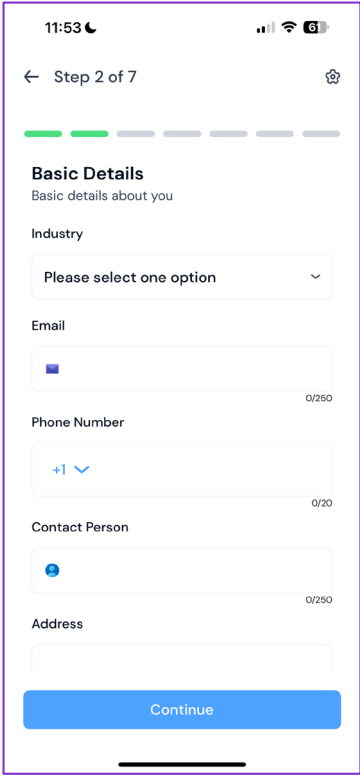 11:53
61
Step 2 of 7
Basic Details
Basic details about you
Industry
Please select one option
Email
0/250
Phone Number
+1
0/20
Contact Person
0/250
Address
Continue